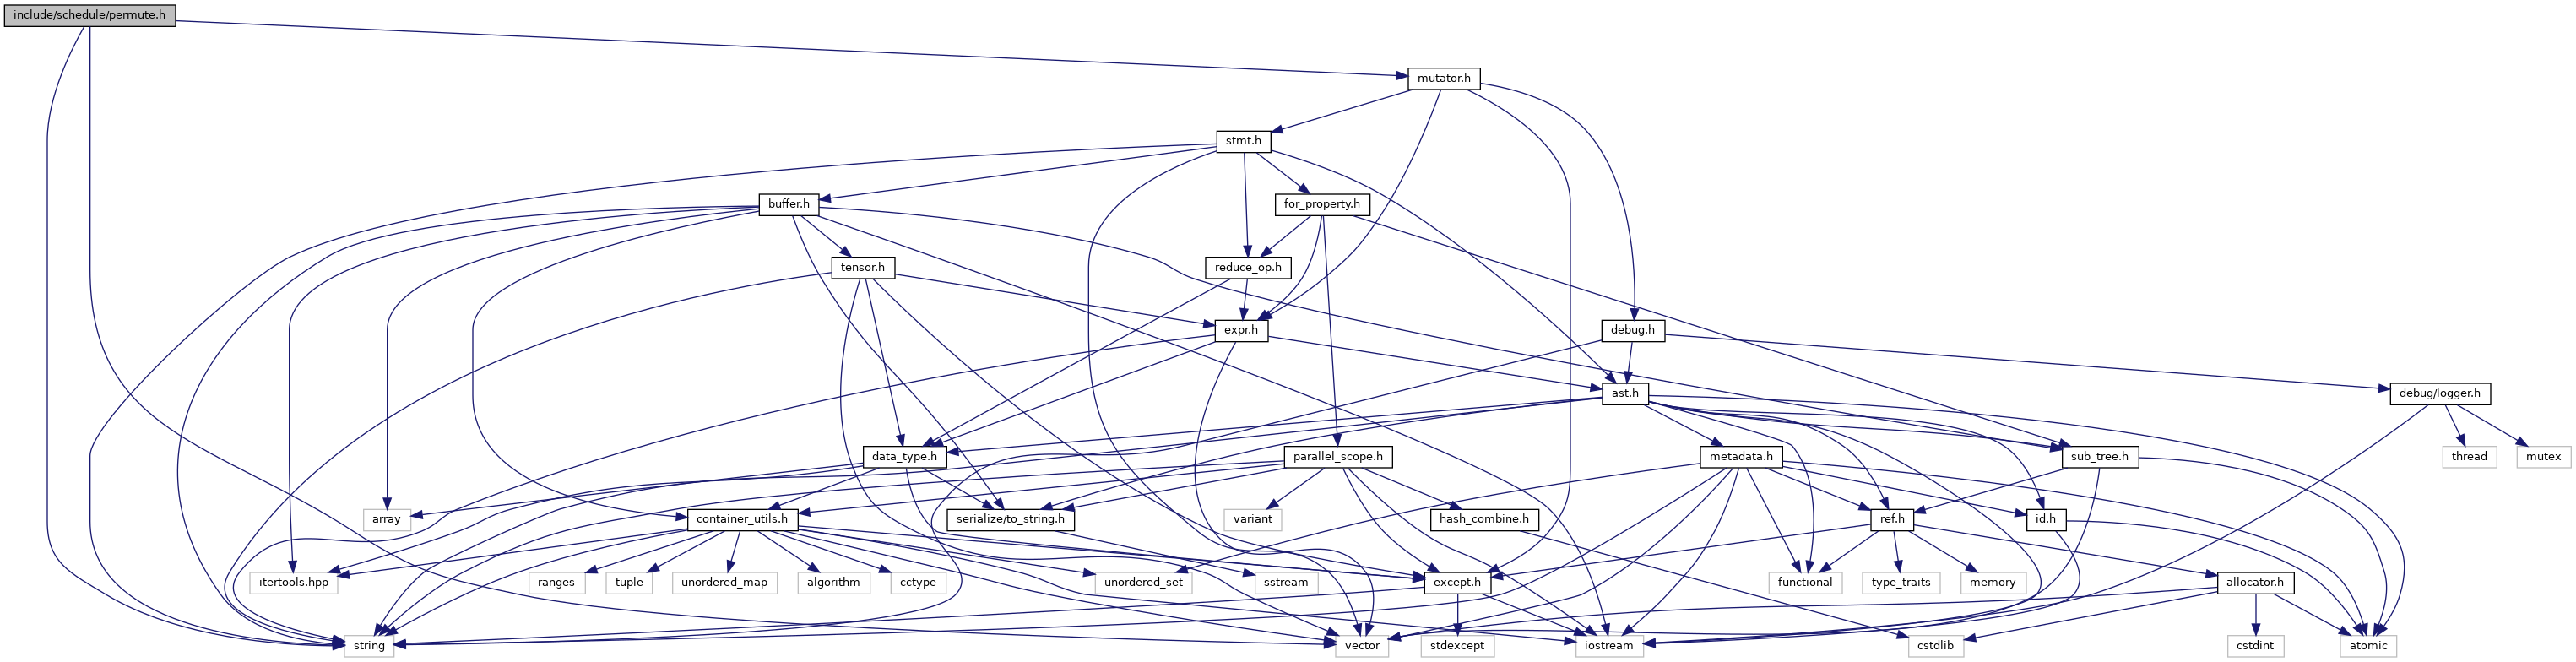 include/schedule/permute.h
mutator.h
stmt.h
buffer.h
for_property.h
tensor.h
reduce_op.h
expr.h
debug.h
ast.h
debug/logger.h
data_type.h
parallel_scope.h
metadata.h
sub_tree.h
thread
mutex
array
container_utils.h
serialize/to_string.h
variant
hash_combine.h
ref.h
id.h
itertools.hpp
ranges
tuple
unordered_map
algorithm
cctype
unordered_set
sstream
except.h
functional
type_traits
memory
allocator.h
string
vector
stdexcept
iostream
cstdlib
cstdint
atomic